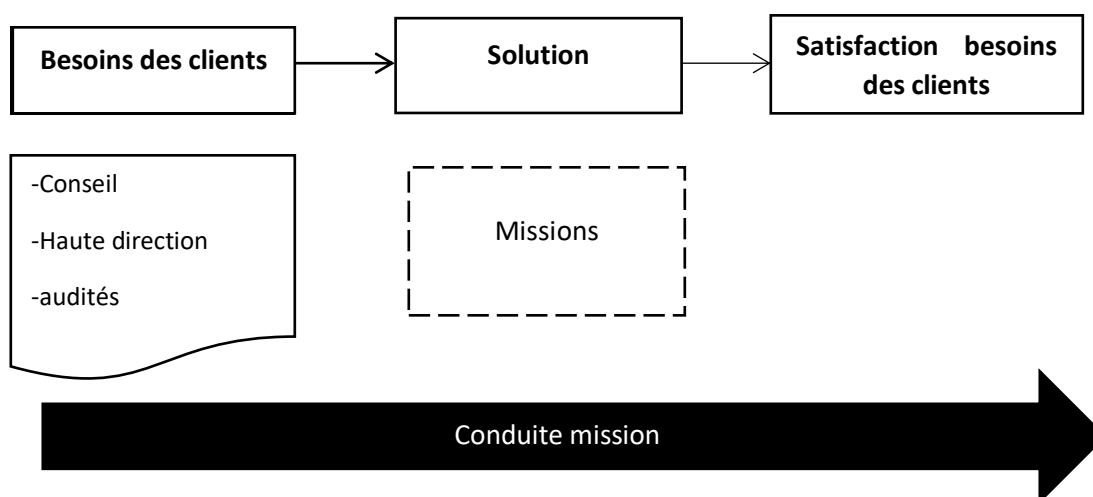 Besoins des clients
Solution
Satisfaction besoins
des clients
-Conseil
-Haute direction
-audités
Missions
Conduite mission